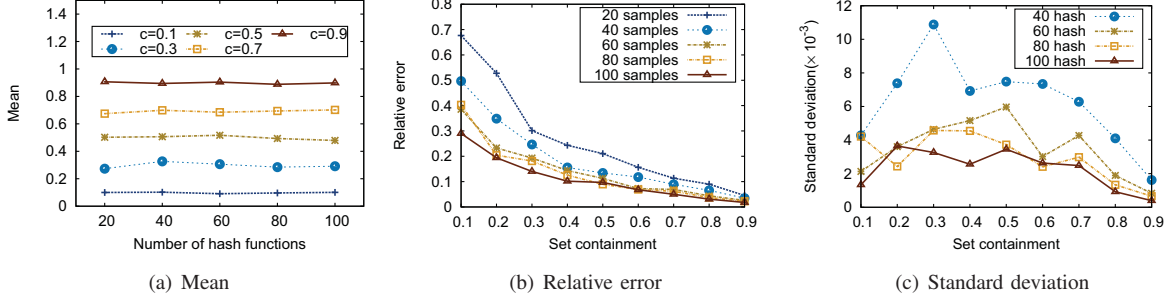 1.4
1.2
1
0.8
0.6
0.4
0.2
0
Mean
c=0.1
c=0.3
c=0.5
c=0.7
c=0.9
20 40 60 80 100
Number of hash functions
(a) Mean
0.8
0.7
0.6
0.5
0.4
0.3
0.2
0.1
0
Relative error
20 samples
40 samples
60 samples
80 samples
100 samples
0.1 0.2 0.3 0.4 0.5 0.6 0.7 0.8 0.9
Set containment
(b) Relative error
12
10
8
6
4
2
0
Standard deviation(× 10⁻³)
40 hash
60 hash
80 hash
100 hash
0.1 0.2 0.3 0.4 0.5 0.6 0.7 0.8 0.9
Set containment
(c) Standard deviation